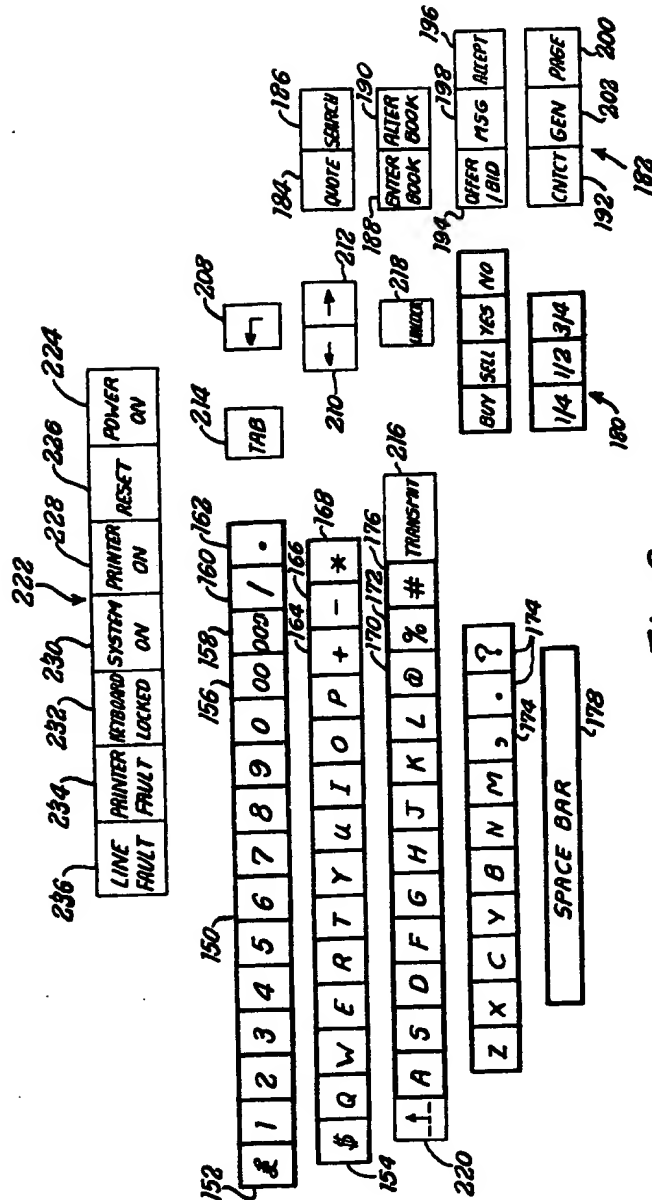 222
236 234 232 230 228 226 224
LINE FAULT PRINTER FAULT KEYBOARD LOCKED SYSTEM ON PRINTER ON RESET POWER ON
152 150 156 158 160 162 214 208
£ 1 2 3 4 5 6 7 8 9 0 00 000 / . TAB
164 166 184 186
$ Q W E R T Y U I O P + - * 168 ← → 212 QUOTE SEARCH
154 210
170 172 176 188 190
↑ A S D F G H J K L @ % # TRANSMIT 216 218 ENTER BOOK ALTER BOOK
220
194 198 196
Z X C Y B N M , . ? BUY SELL YES NO OFFER / BID MSG ACCEPT
174 174
SPACE BAR 1/4 1/2 3/4 CNTCT GEN PAGE
178 180 192 202 200
182